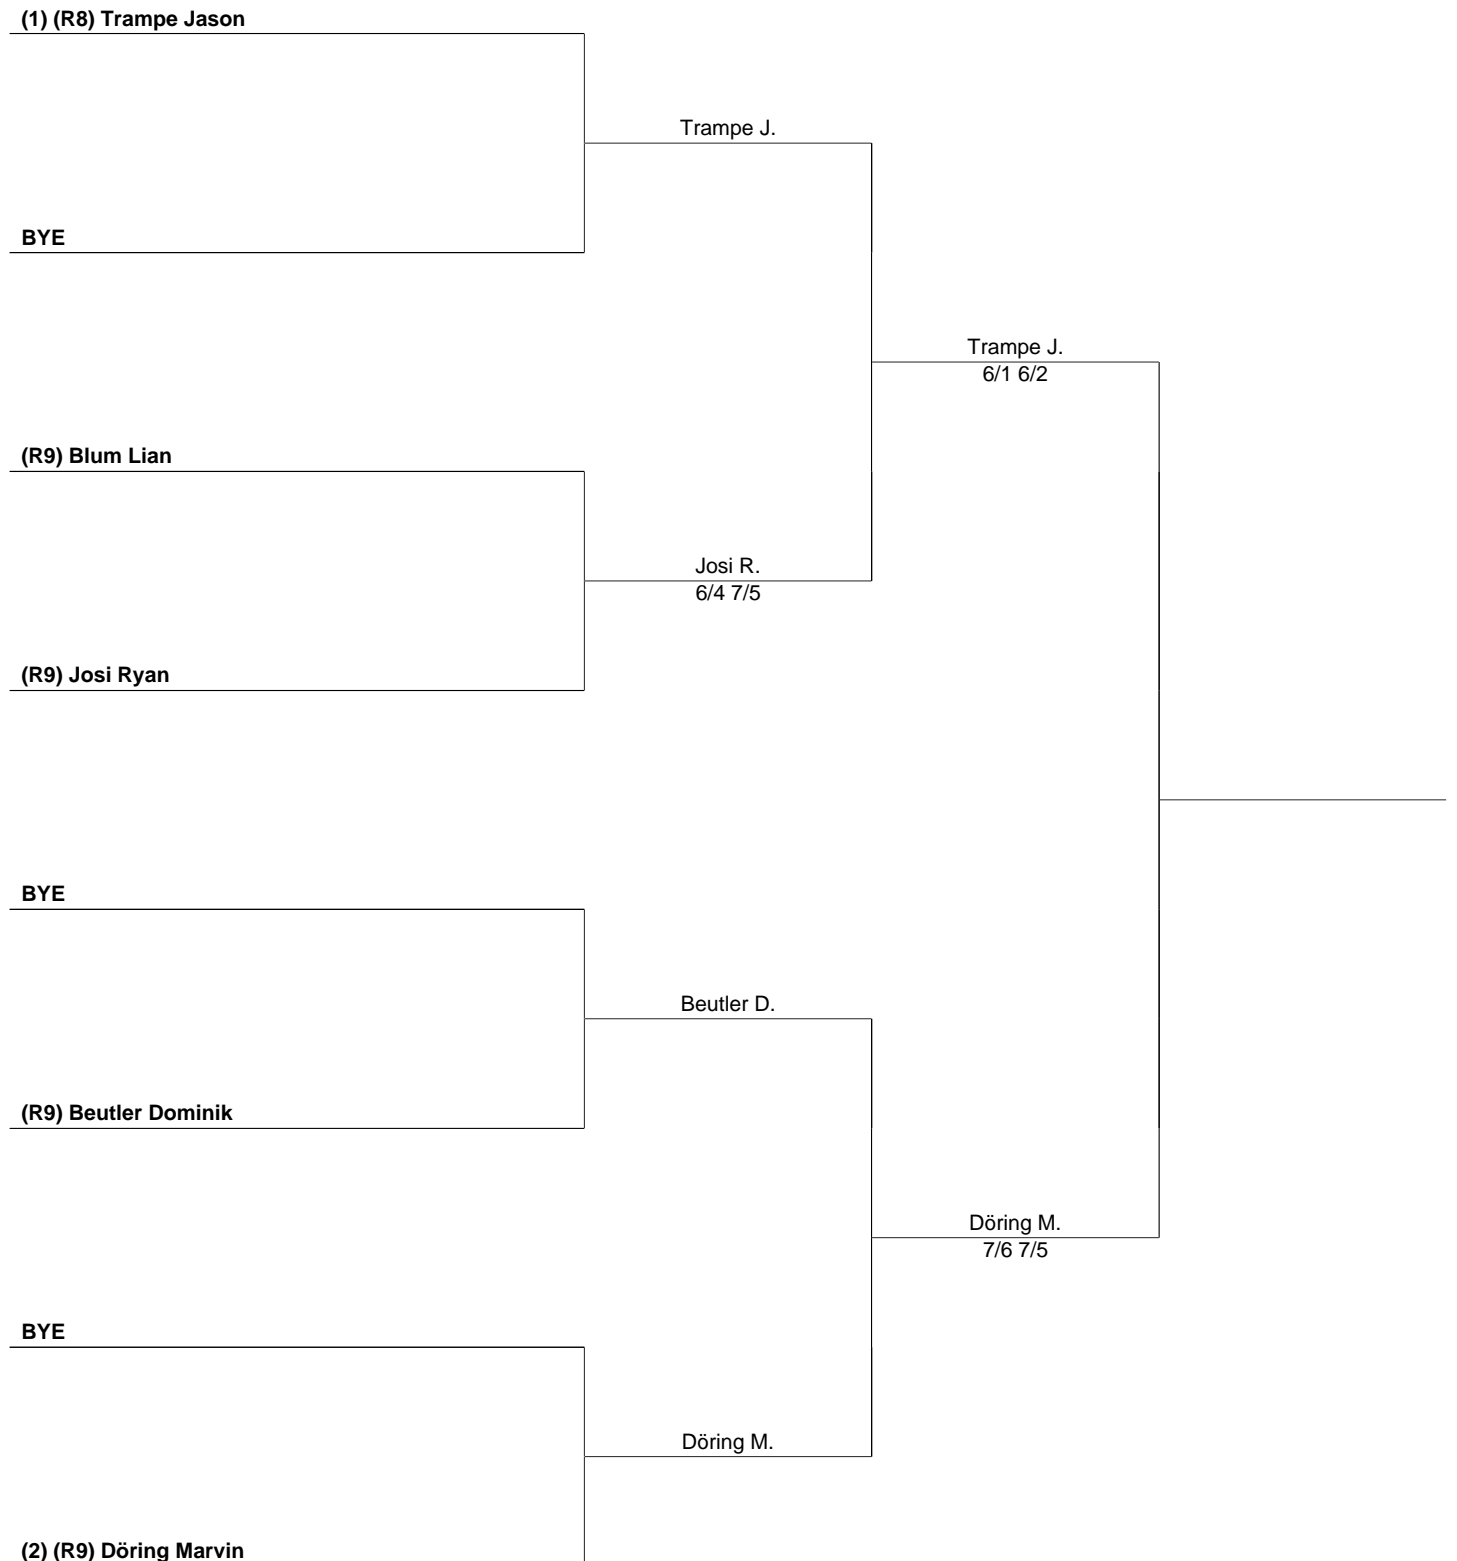 (1) (R8) Trampe Jason
Trampe J.
BYE
Trampe J.
6/1 6/2
(R9) Blum Lian
Josi R.
6/4 7/5
(R9) Josi Ryan
BYE
Beutler D.
(R9) Beutler Dominik
Döring M.
7/6 7/5
BYE
Döring M.
(2) (R9) Döring Marvin